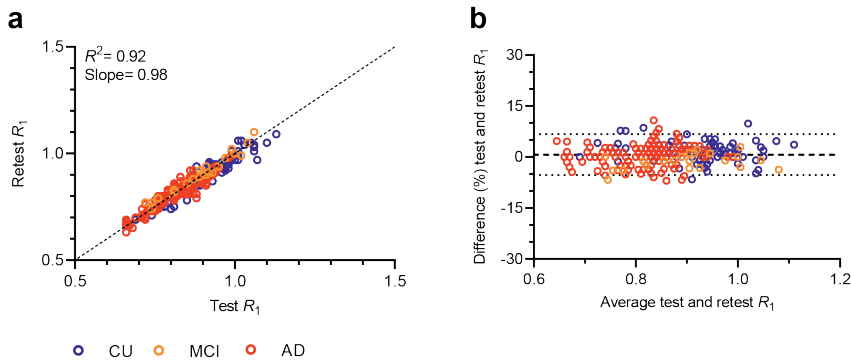 a
R2= 0.92
Slope= 0.98
1.5
1.0
0.5
Retest R1
0.5
1.0
1.5
Test R1
CU
MCI
AD
b
30
15
0
-15
-30
Difference (%) test and retest R1
0.6
0.8
1.0
1.2
Average test and retest R1